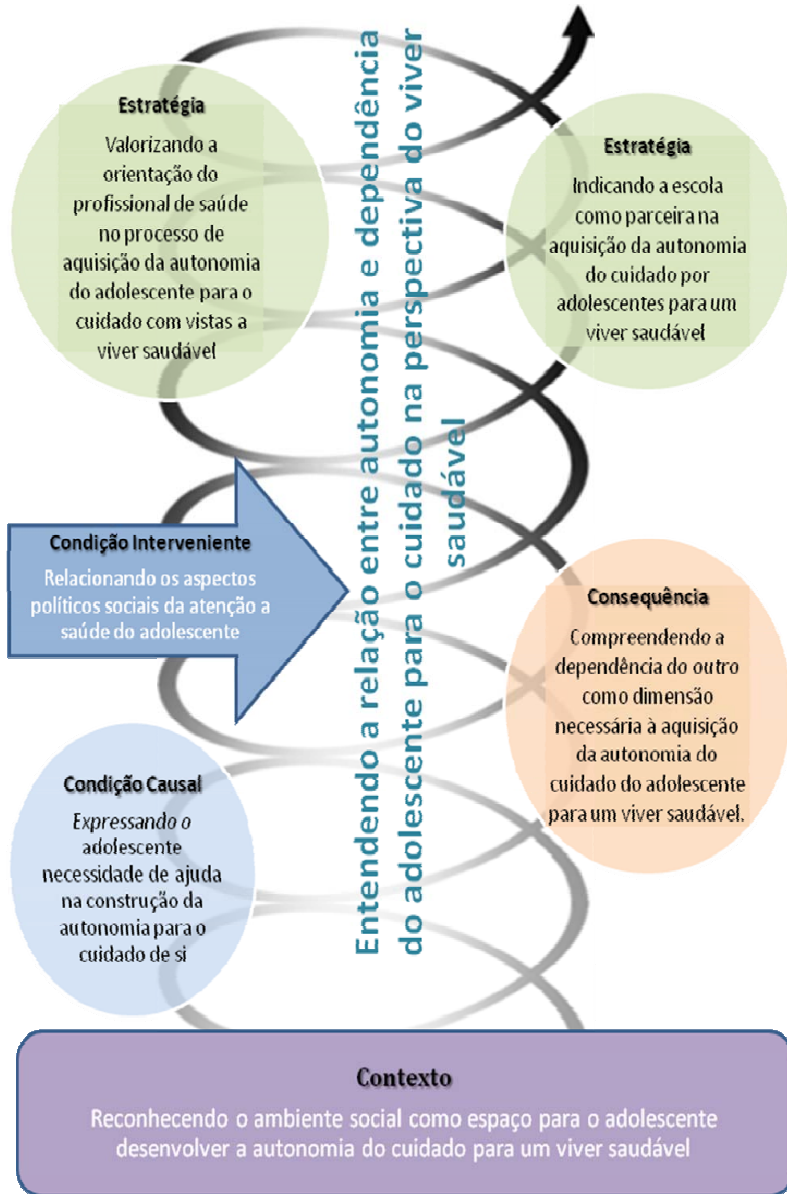 Estratégia
Valorizando a
orientação do
profissional de saúde
no processo de
aquisição da autonomia
do adolescente para o
cuidado com vistas a
viver saudável
Estratégia
Indicando a escola
como parceira na
aquisição da autonomia
do cuidado por
adolescentes para um
viver saudável
Entendendo a relação entre autonomia e dependência
do adolescente para o cuidado na perspectiva do viver
saudável
Condição Interveniente
Relacionando os aspectos
políticos sociais da atenção a
saúde do adolescente
Consequência
Compreendendo a
dependência do outro
como dimensão
necessária à aquisição
da autonomia do
cuidado do adolescente
para um viver saudável.
Condição Causal
Expressando o
adolescente
necessidade de ajuda
na construção da
autonomia para o
cuidado de si
Contexto
Reconhecendo o ambiente social como espaço para o adolescente
desenvolver a autonomia do cuidado para um viver saudável